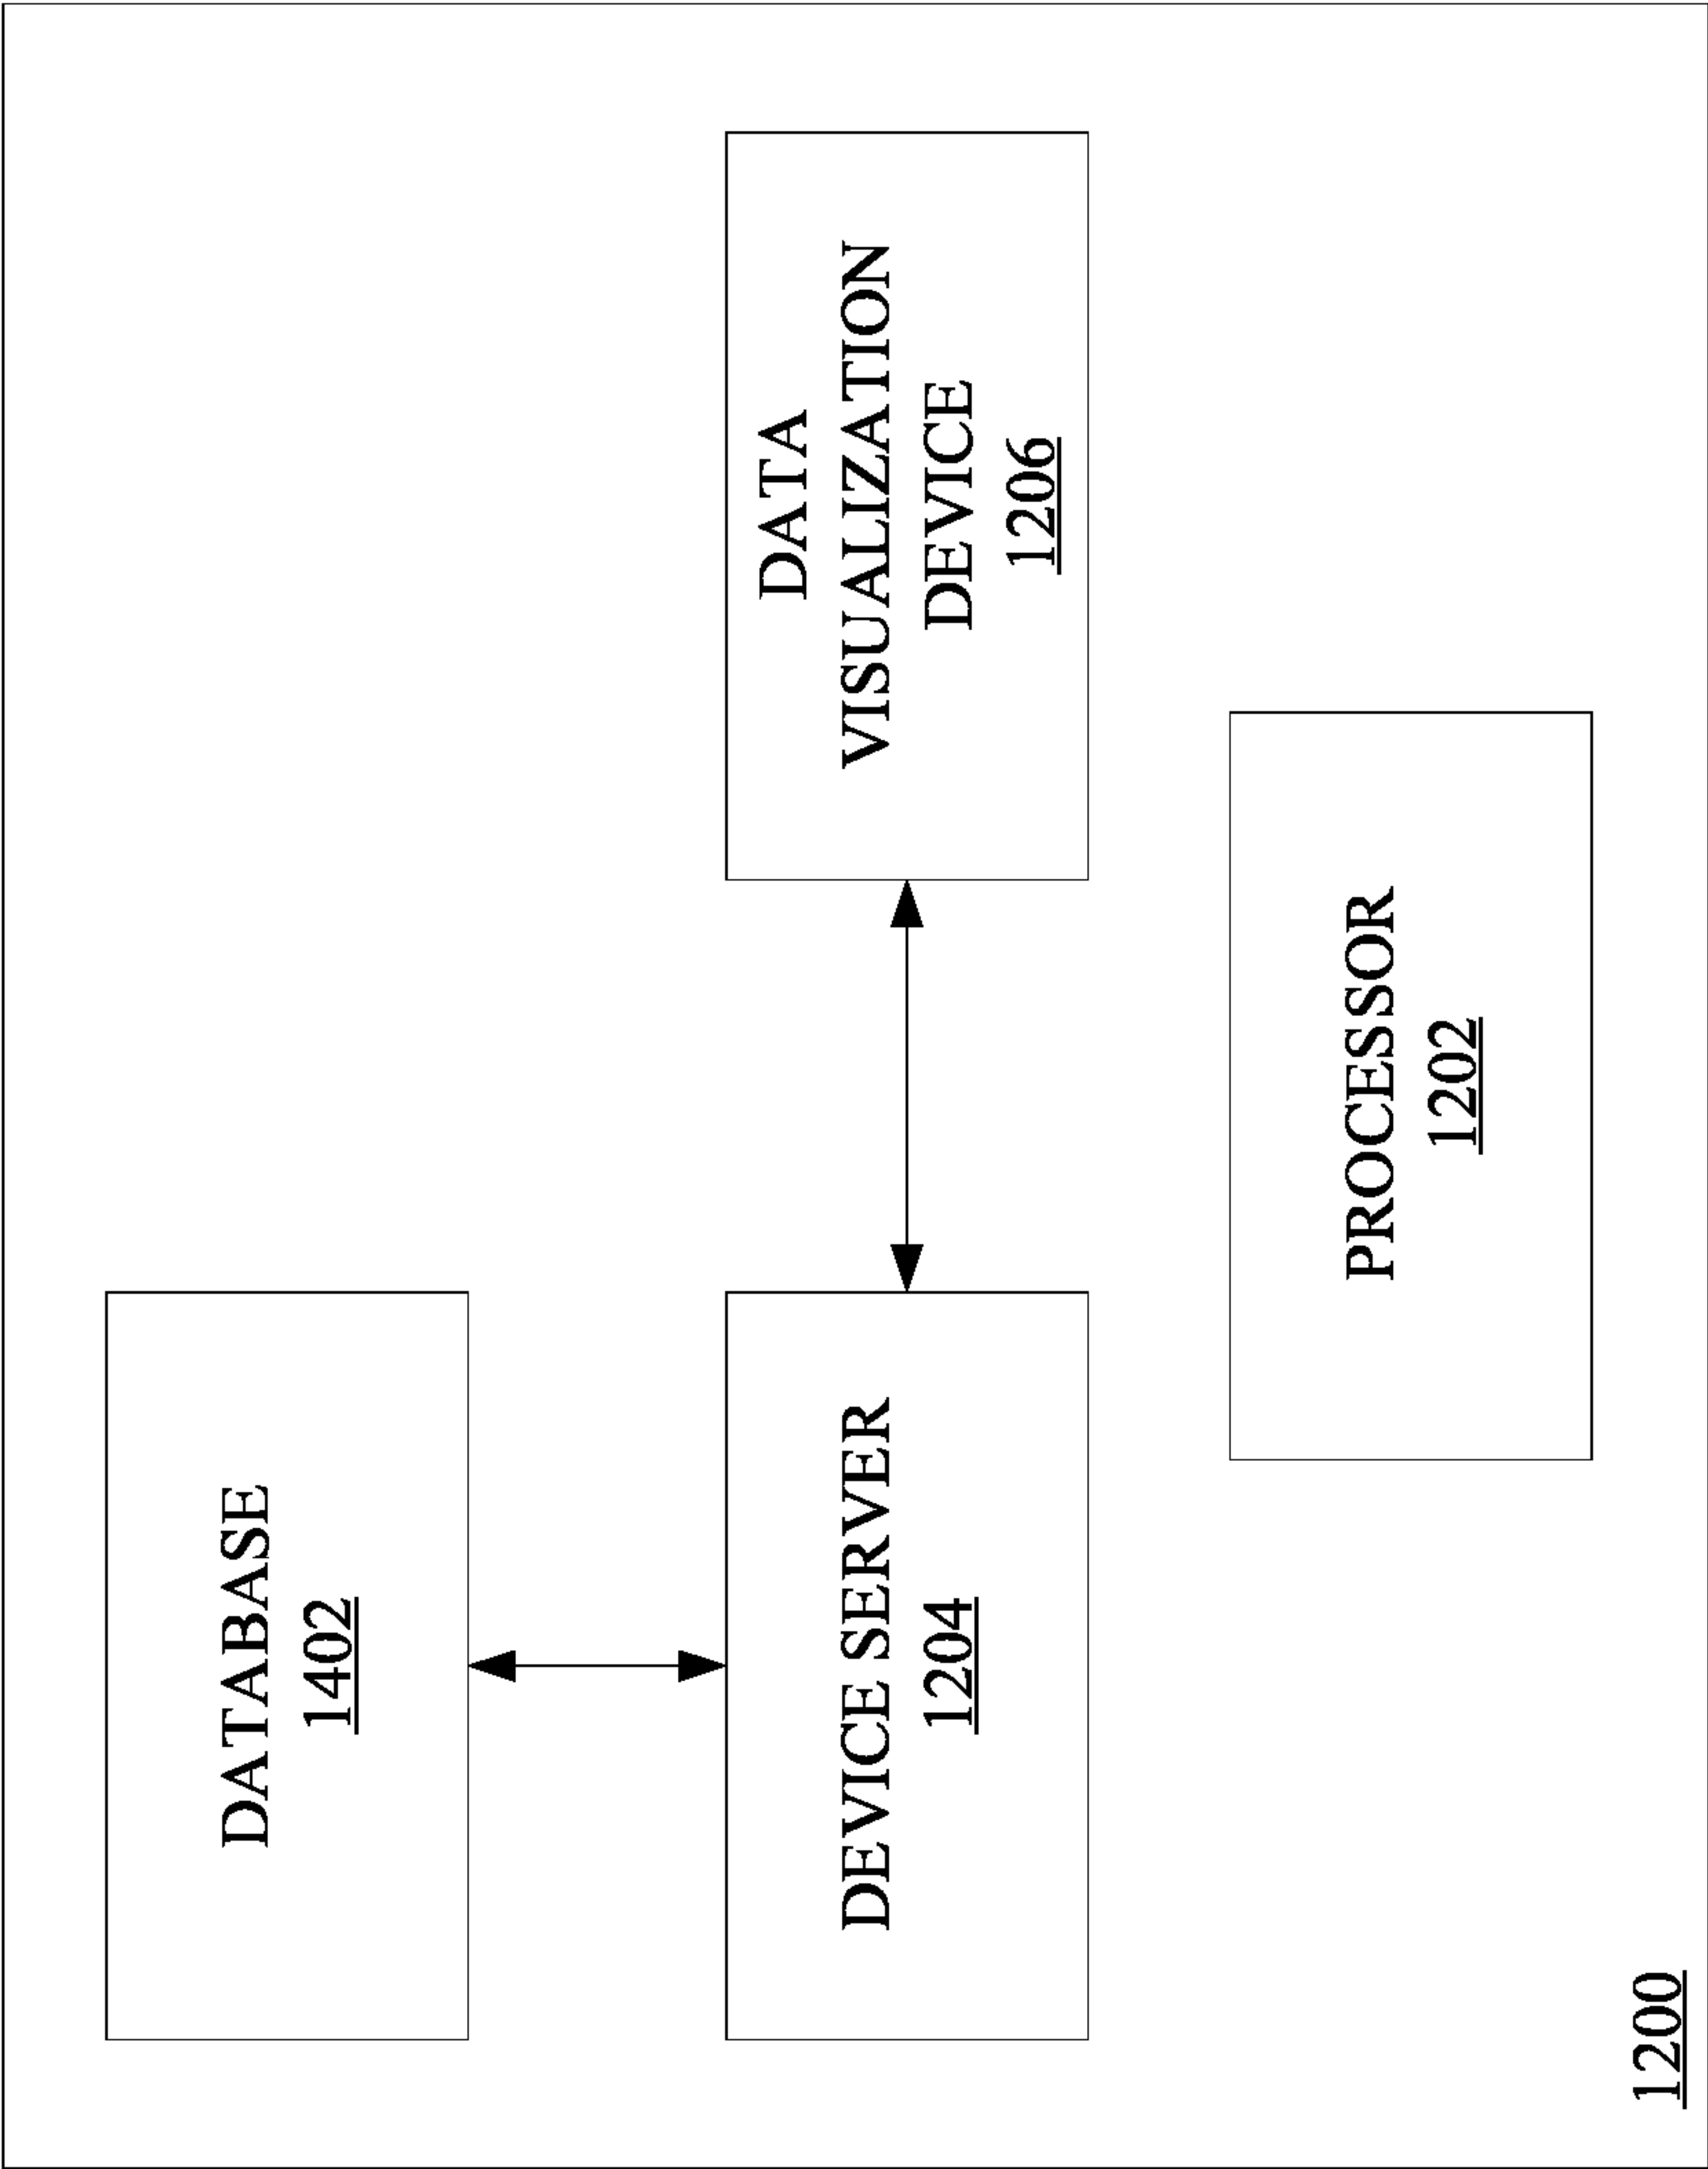 DATABASE
1402
DEVICE SERVER
1204
DATA
VISUALIZATION
DEVICE
1206
PROCESSOR
1202
1200